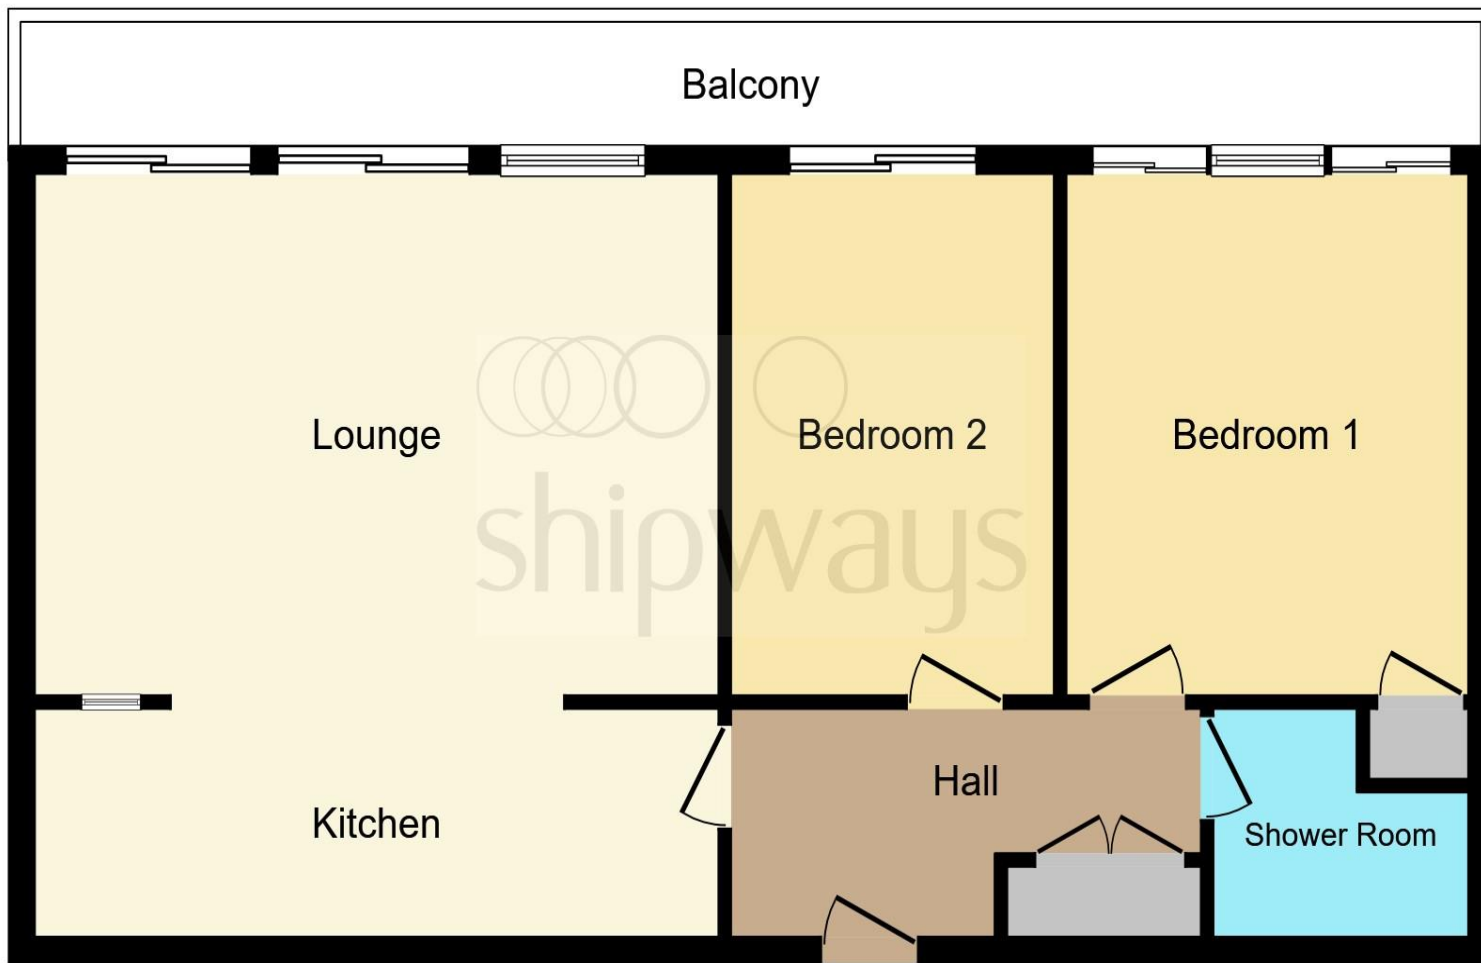 Balcony
Lounge
Bedroom 2
Bedroom 1
shipways
Hall
Kitchen
Shower Room